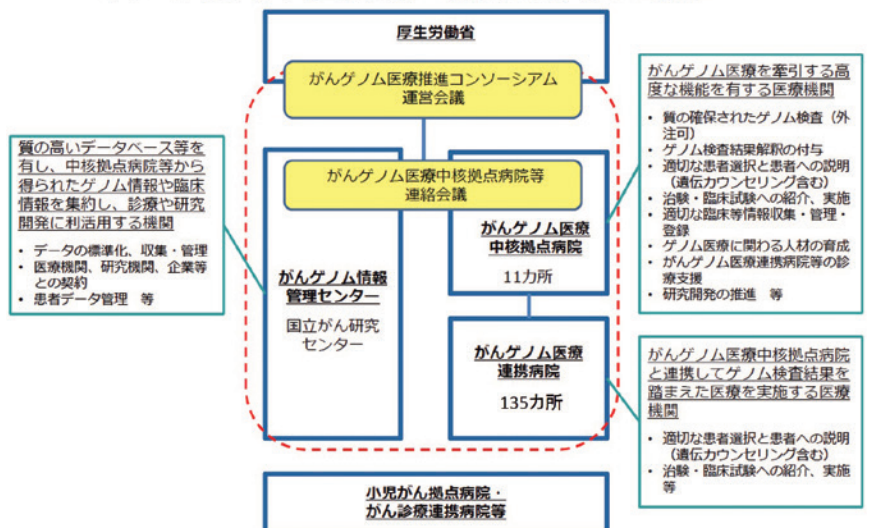 厚生労働省
がんゲノム医療推進コンソーシアム
運営会議
がんゲノム医療中核拠点病院等
連絡会議
質の高いデータベース等を
有し、中核拠点病院等から
得られたゲノム情報や臨床
情報を集約し、診療や研究
開発に利活用する機関
• データの標準化、収集・管理
• 医療機関、研究機関、企業等
との契約
• 患者データ管理 等
がんゲノム情報
管理センター
国立がん研究
センター
がんゲノム医療
中核拠点病院
11カ所
がんゲノム医療
連携病院
135カ所
がんゲノム医療を牽引する高
度な機能を有する医療機関
• 質の確保されたゲノム検査（外
注可）
• ゲノム検査結果解釈の付与
• 適切な患者選択と患者への説明
（遺伝カウンセリング含む）
• 治験・臨床試験への紹介、実施
• 適切な臨床等情報収集・管理・
登録
• ゲノム医療に関わる人材の育成
• がんゲノム医療連携病院等の診
療支援
• 研究開発の推進 等
がんゲノム医療中核拠点病院
と連携してゲノム検査結果を
踏まえた医療を実施する医療
機関
• 適切な患者選択と患者への説明
（遺伝カウンセリング含む）
• 治験・臨床試験への紹介、実施
等
小児がん拠点病院・
がん診療連携病院等